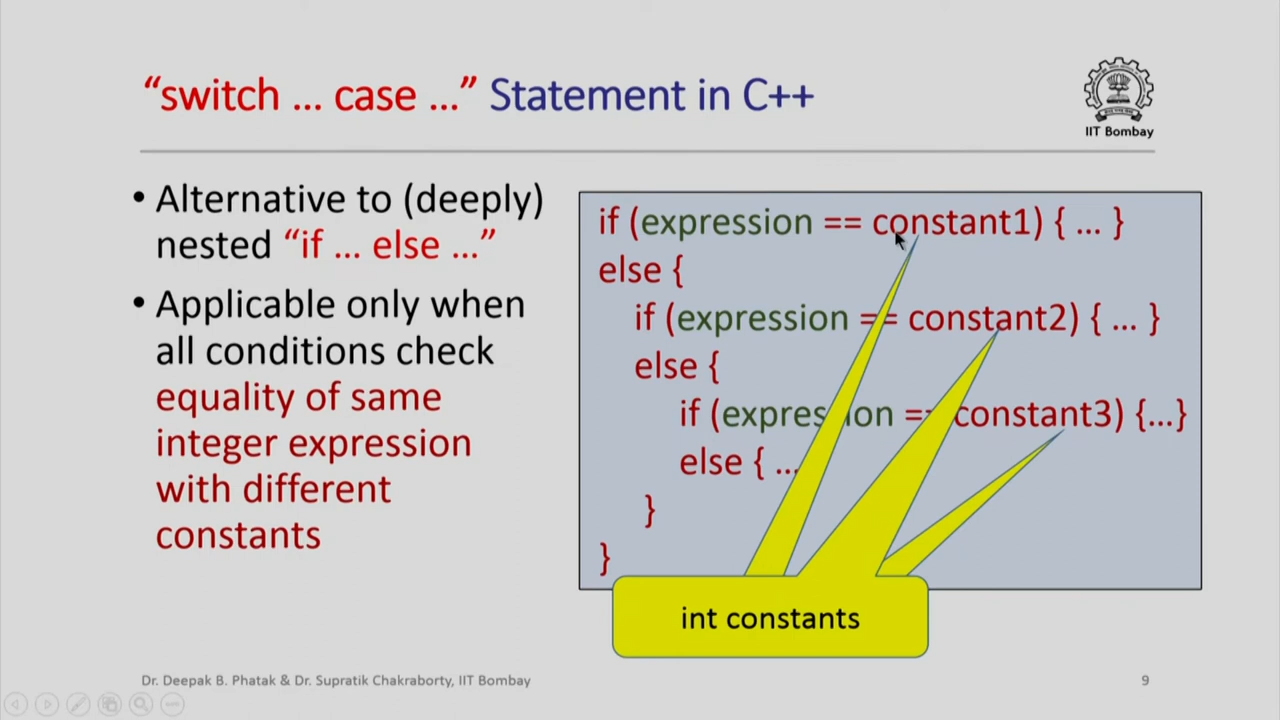 “switch ... case ...” Statement in C++
IIT Bombay
• Alternative to (deeply)
nested “if ... else ...”
• Applicable only when
all conditions check
equality of same
integer expression
with different
constants
if (expression == constant1) { ... }
else {
if (expression == constant2) { ... }
else {
if (expression == constant3) {...}
else { ...
}
}
int constants
Dr. Deepak B. Phatak & Dr. Supratik Chakraborty, IIT Bombay
9